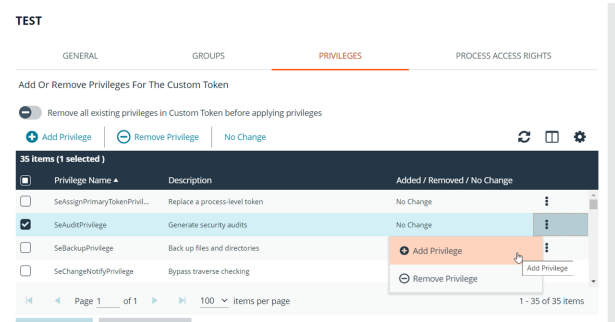 TEST
GENERAL GROUPS PRIVILEGES PROCESS ACCESS RIGHTS
Add Or Remove Privileges For The Custom Token
Remove all existing privileges in Custom Token before applying privileges
Add Privilege Remove Privilege No Change
35 items (1 selected )
Privilege Name Description Added / Removed / No Change
SeAssignPrimaryTokenPrivil... Replace a process-level token No Change
SeAuditPrivilege Generate security audits No Change
SeBackupPrivilege Back up files and directories
Add Privilege
SeChangeNotifyPrivilege Bypass traverse checking
Add Privilege
Remove Privilege
Page 1 of 1 100 items per page 1 - 35 of 35 items